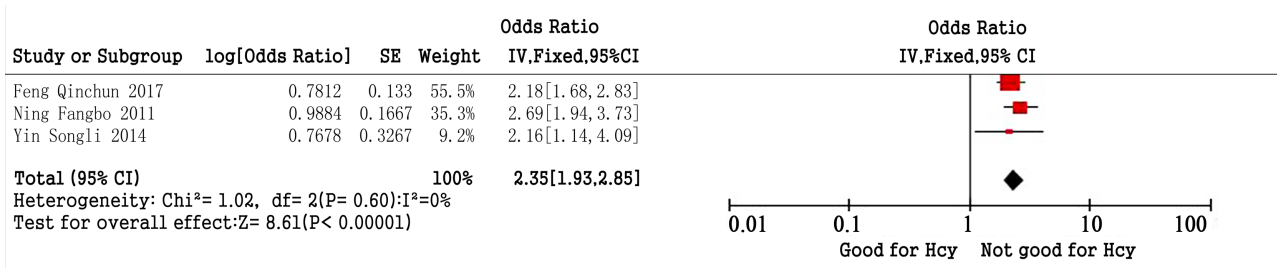 Odds Ratio Odds Ratio
Study or Subgroup log[Odds Ratio] SE Weight IV,Fixed,95%CI IV,Fixed,95% CI
Feng Qinchun 2017 0.7812 0.133 55.5% 2.18[1.68,2.83]
Ning Fangbo 2011 0.9884 0.1667 35.3% 2.69[1.94,3.73]
Yin Songli 2014 0.7678 0.3267 9.2% 2.16[1.14,4.09]
Total (95% CI) 100% 2.35[1.93,2.85]
Heterogeneity: Chi²= 1.02, df= 2(P= 0.60):I²=0%
Test for overall effect:Z= 8.61(P< 0.00001)
0.01 0.1 1 10 100
Good for Hcy Not good for Hcy